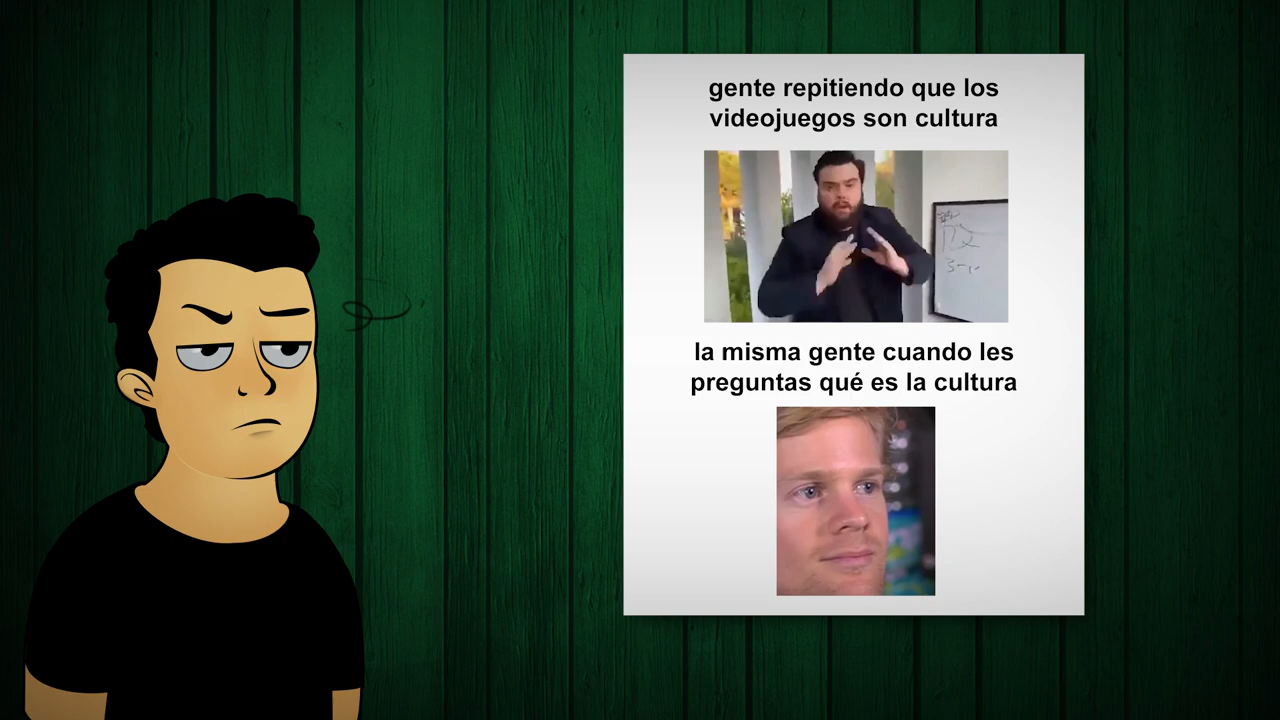 gente repitiendo que los
videojuegos son cultura
la misma gente cuando les
preguntas qué es la cultura